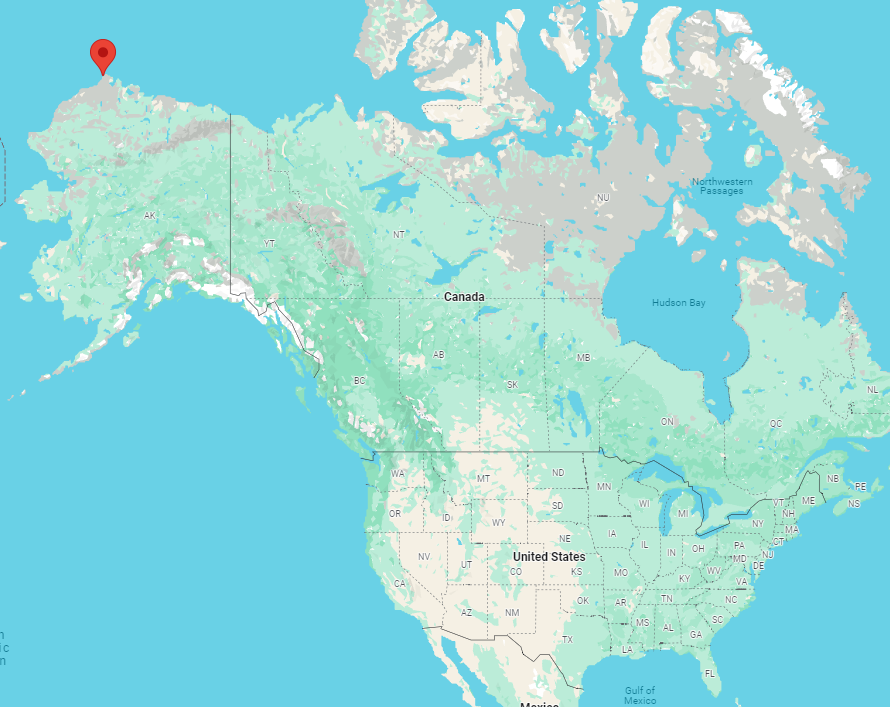 Northwestern
Passages
NU
AK
NT
YT
Canada
Hudson Bay
AB
MB
BC
SK
NL
ON
QC
WA
MT
ND
NB
PE
MN
ME
NS
OR
ID
WY
SD
WI
MI
VT
NH
NY
MA
NV
UT
CO
NE
IA
IL
IN
OH
PA
CT
NJ
MD
DE
United States
KS
MO
KY
WV
VA
CA
AZ
NM
OK
AR
TN
NC
SC
TX
MS
AL
GA
LA
FL
n
ic
n
Gulf of
Mexico
Mexico